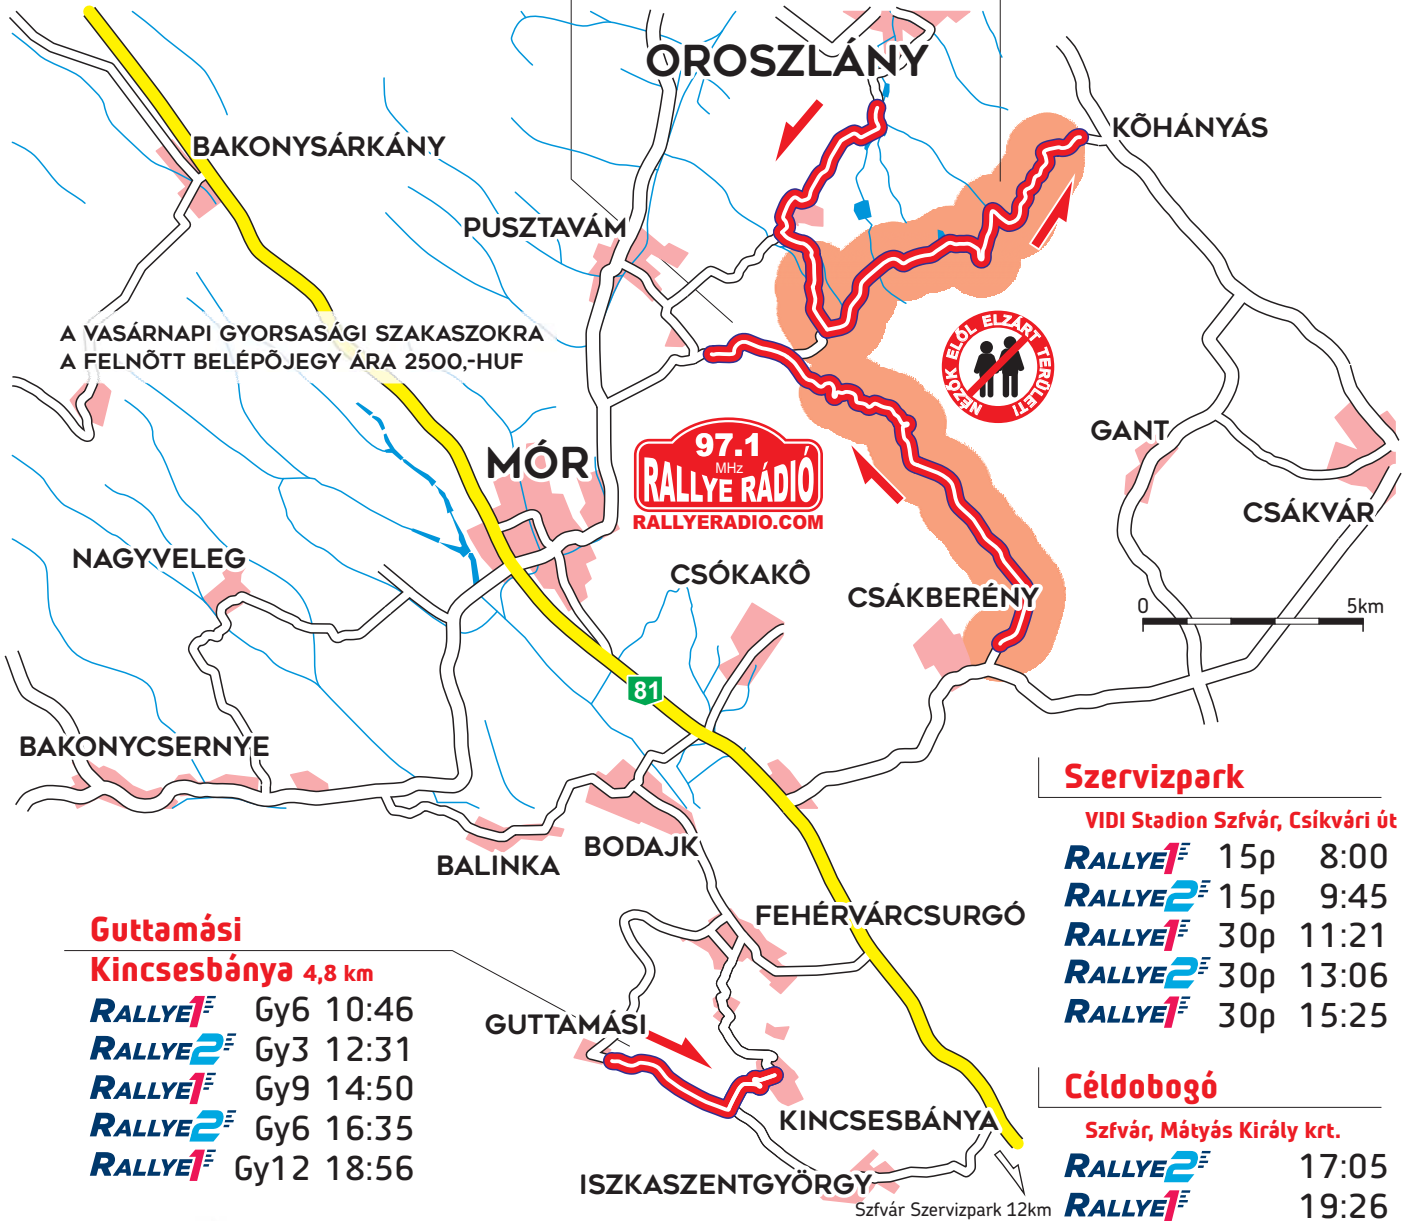 OROSZLÁNY
KÕHÁNYÁS
BAKONYSÁRKÁNY
PUSZTAVÁM
A VASÁRNAPI GYORSASÁGI SZAKASZOKRA
A FELNÕTT BELÉPÕJEGY ÁRA 2500,-HUF
NÉZŐK ELŐL ELZÁRT TERÜLET!
GANT
MÓR
97.1
MHz
RALLYE RÁDIÓ
RALLYERADIO.COM
CSÁKVÁR
NAGYVELEG
CSÓKAKÔ
CSÁKBERÉNY
0 5km
81
BAKONYCSERNYE
BALINKA
BODAJK
FEHÉRVÁRCSURGÓ
Szervizpark
VIDI Stadion Szfvár, Csíkvári út
RALLYE1 15p 8:00
RALLYE2 15p 9:45
RALLYE1 30p 11:21
RALLYE2 30p 13:06
RALLYE1 30p 15:25
Guttamási
Kincsesbánya 4,8 km
RALLYE1 Gy6 10:46
RALLYE2 Gy3 12:31
RALLYE1 Gy9 14:50
RALLYE2 Gy6 16:35
RALLYE1 Gy12 18:56
GUTTAMÁSI
KINCSESBÁNYA
ISZKASZENTGYÖRGY
Szfvár Szervizpark 12km
Céldobogó
Szfvár, Mátyás Király krt.
RALLYE2 17:05
RALLYE1 19:26